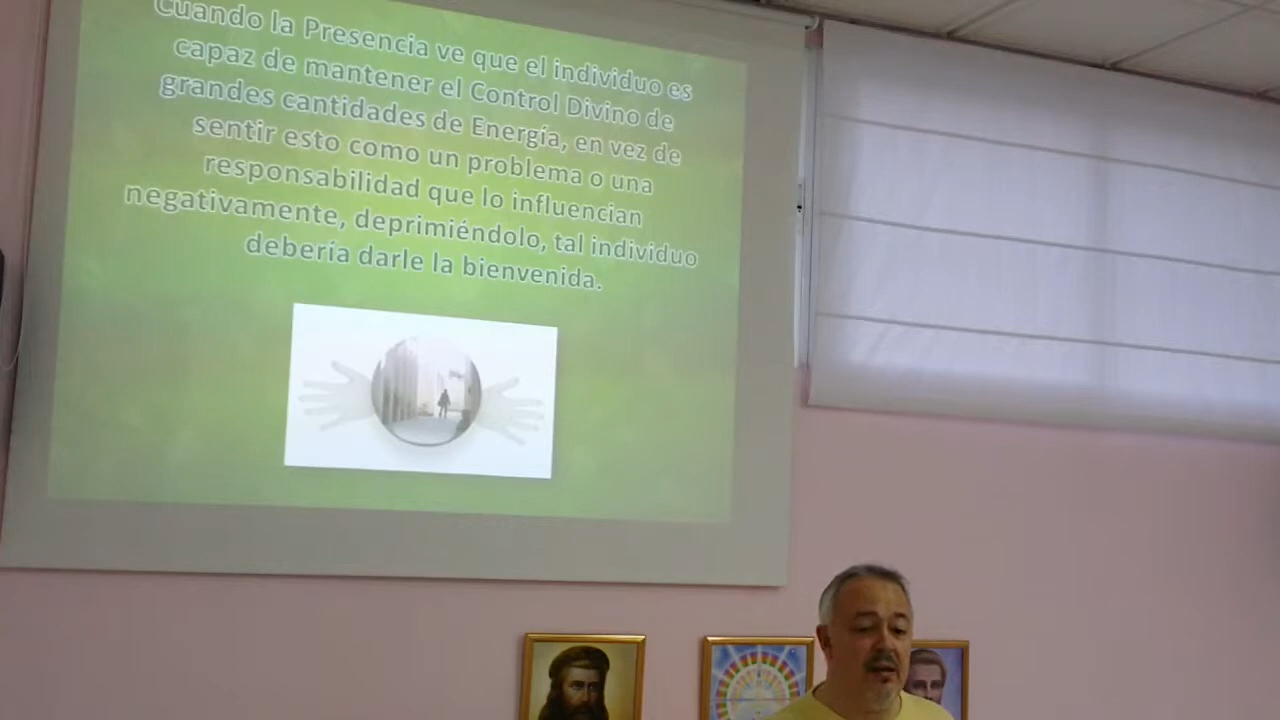 Cuando la Presencia ve que el individuo es
capaz de mantener el Control Divino de
grandes cantidades de Energía, en vez de
sentir esto como un problema o una
responsabilidad que lo influencian
negativamente, deprimiéndolo, tal individuo
debería darle la bienvenida.